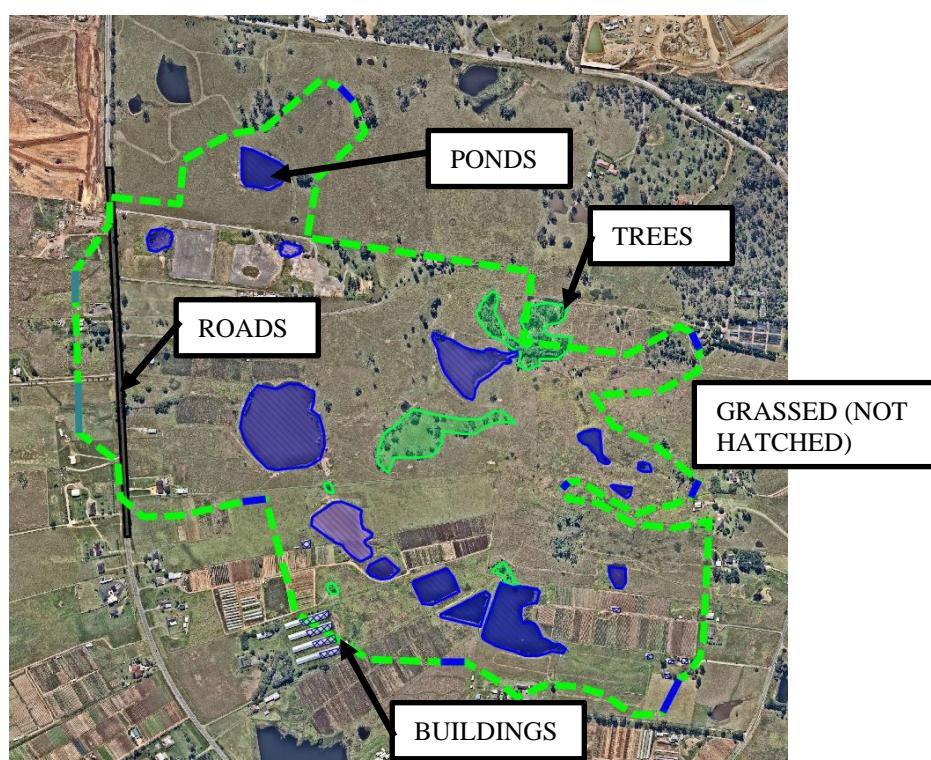 PONDS
TREES
ROADS
GRASSED (NOT
HATCHED)
BUILDINGS